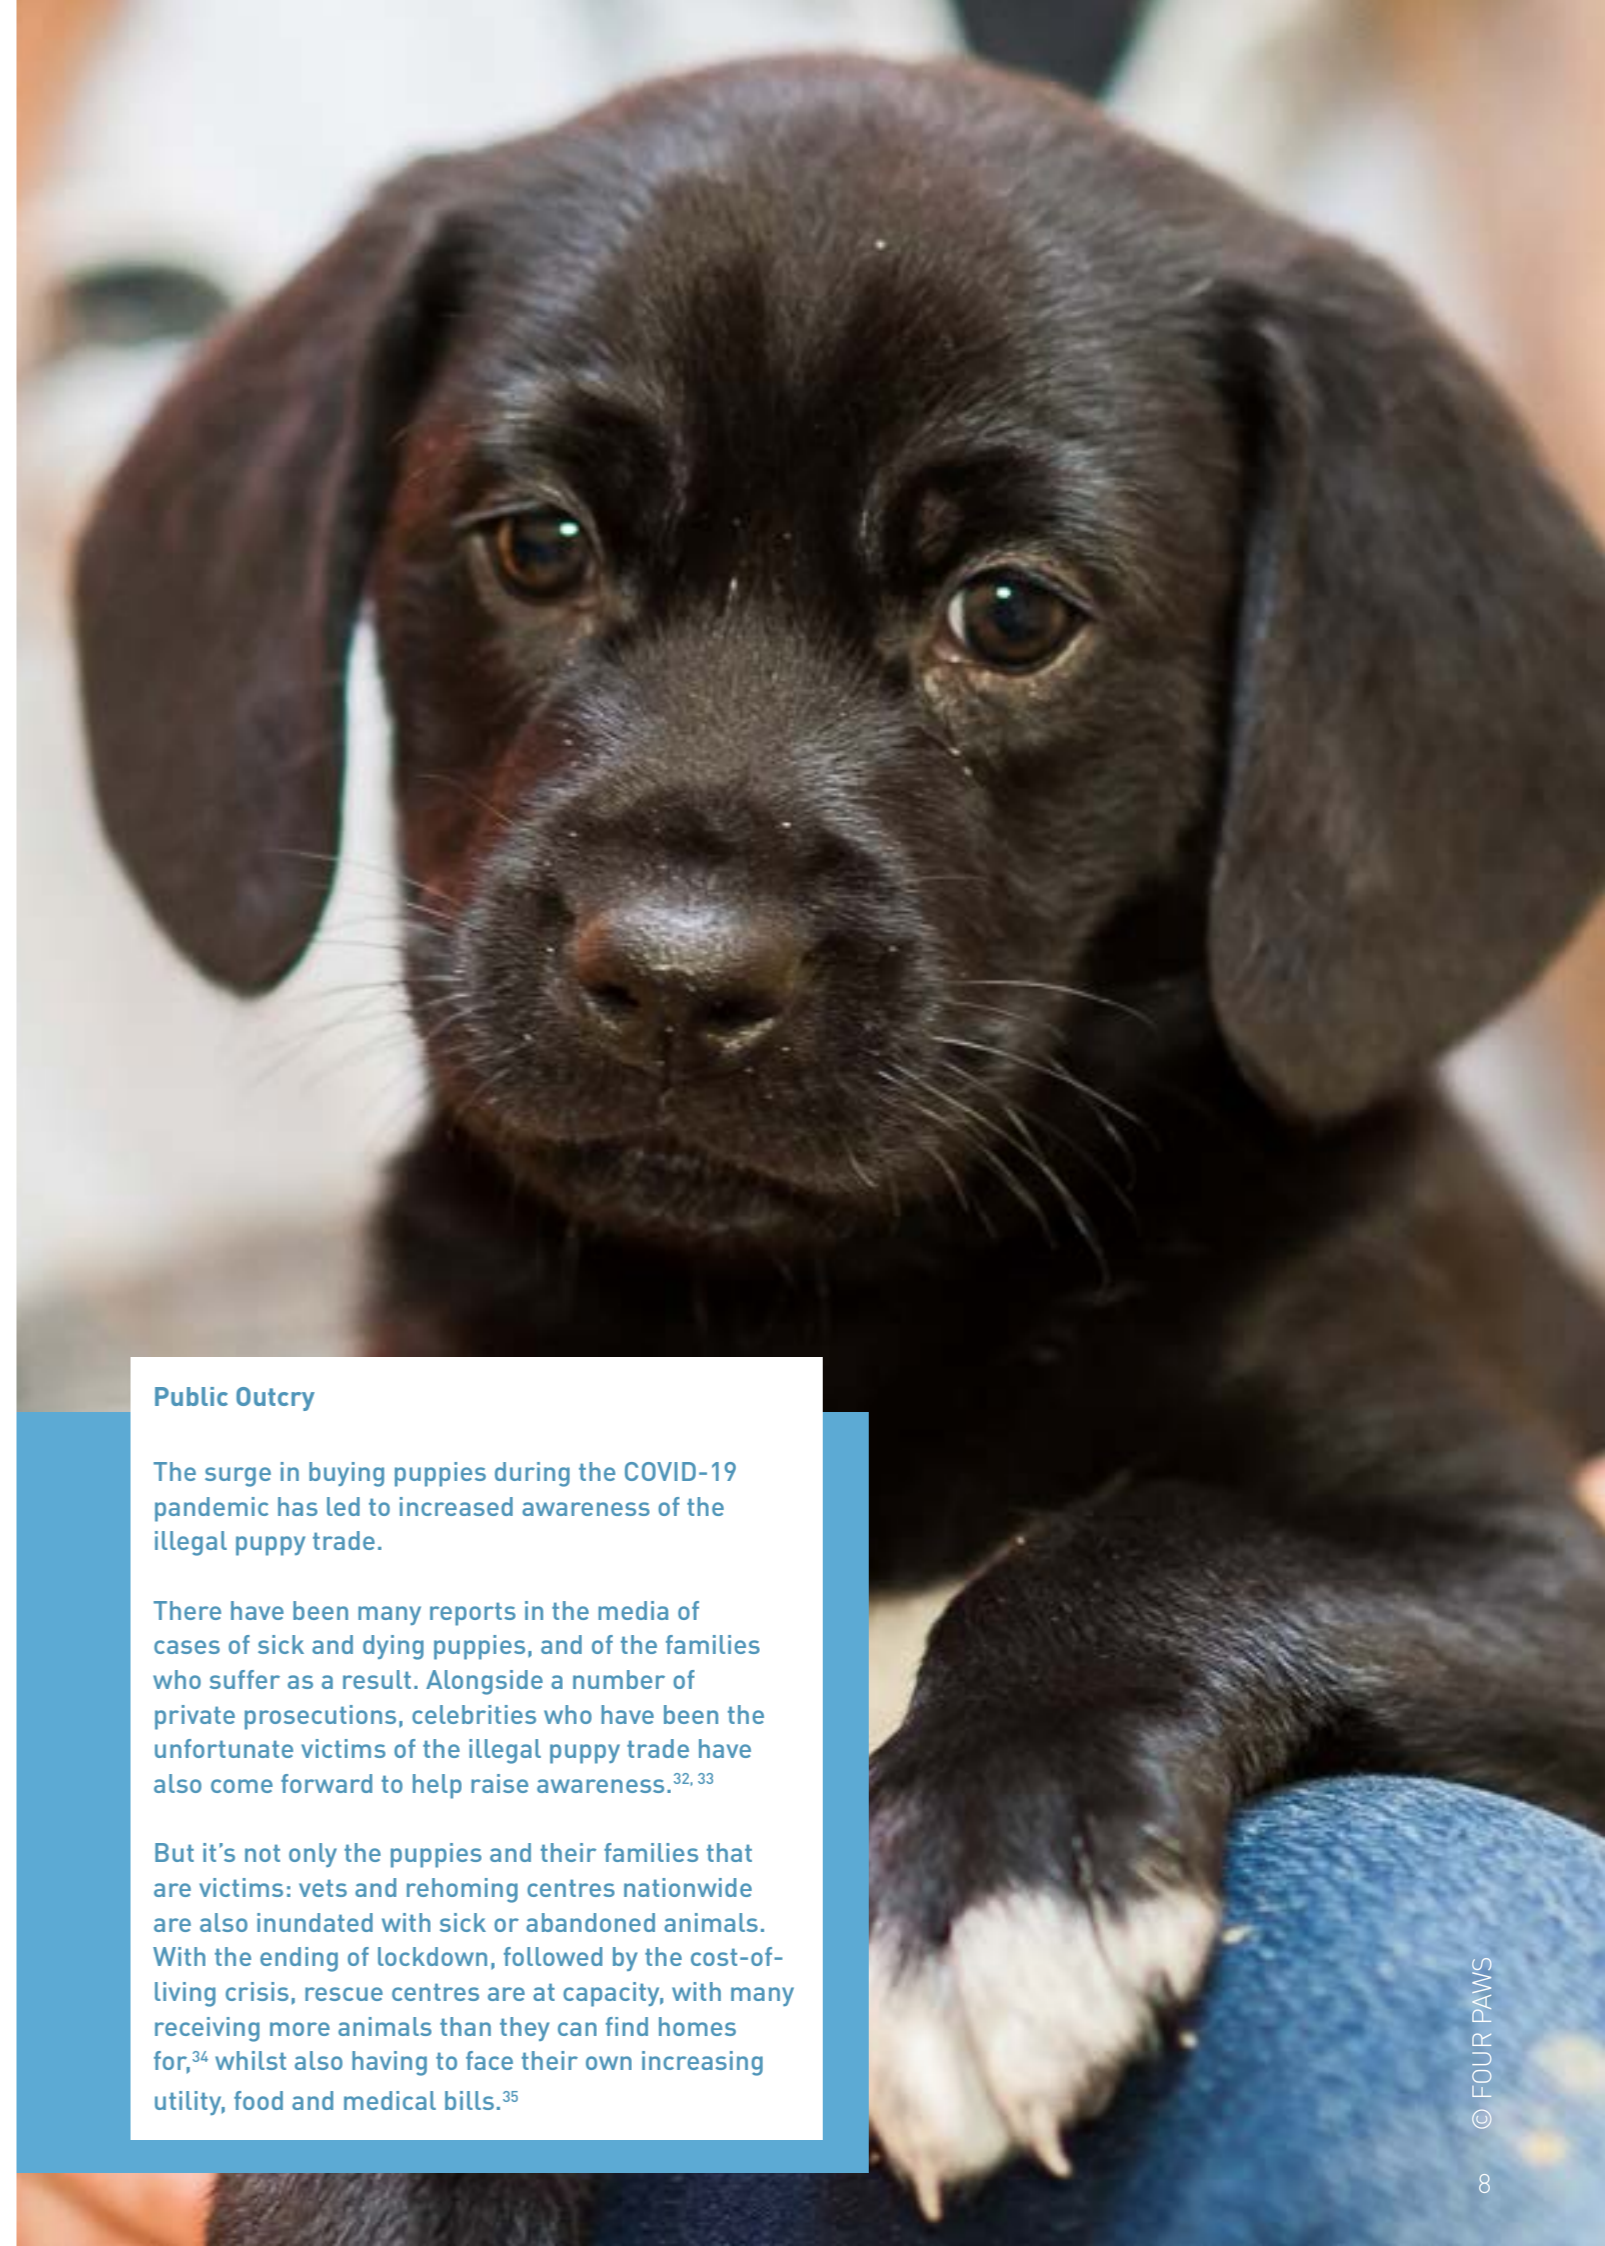 Public Outcry
The surge in buying puppies during the COVID-19
pandemic has led to increased awareness of the
illegal puppy trade.
There have been many reports in the media of
cases of sick and dying puppies, and of the families
who suffer as a result. Alongside a number of
private prosecutions, celebrities who have been the
unfortunate victims of the illegal puppy trade have
also come forward to help raise awareness.32, 33
But it’s not only the puppies and their families that
are victims: vets and rehoming centres nationwide
are also inundated with sick or abandoned animals.
With the ending of lockdown, followed by the cost-of-
living crisis, rescue centres are at capacity, with many
receiving more animals than they can find homes
for,34 whilst also having to face their own increasing
utility, food and medical bills.35
© FOUR PAWS
8